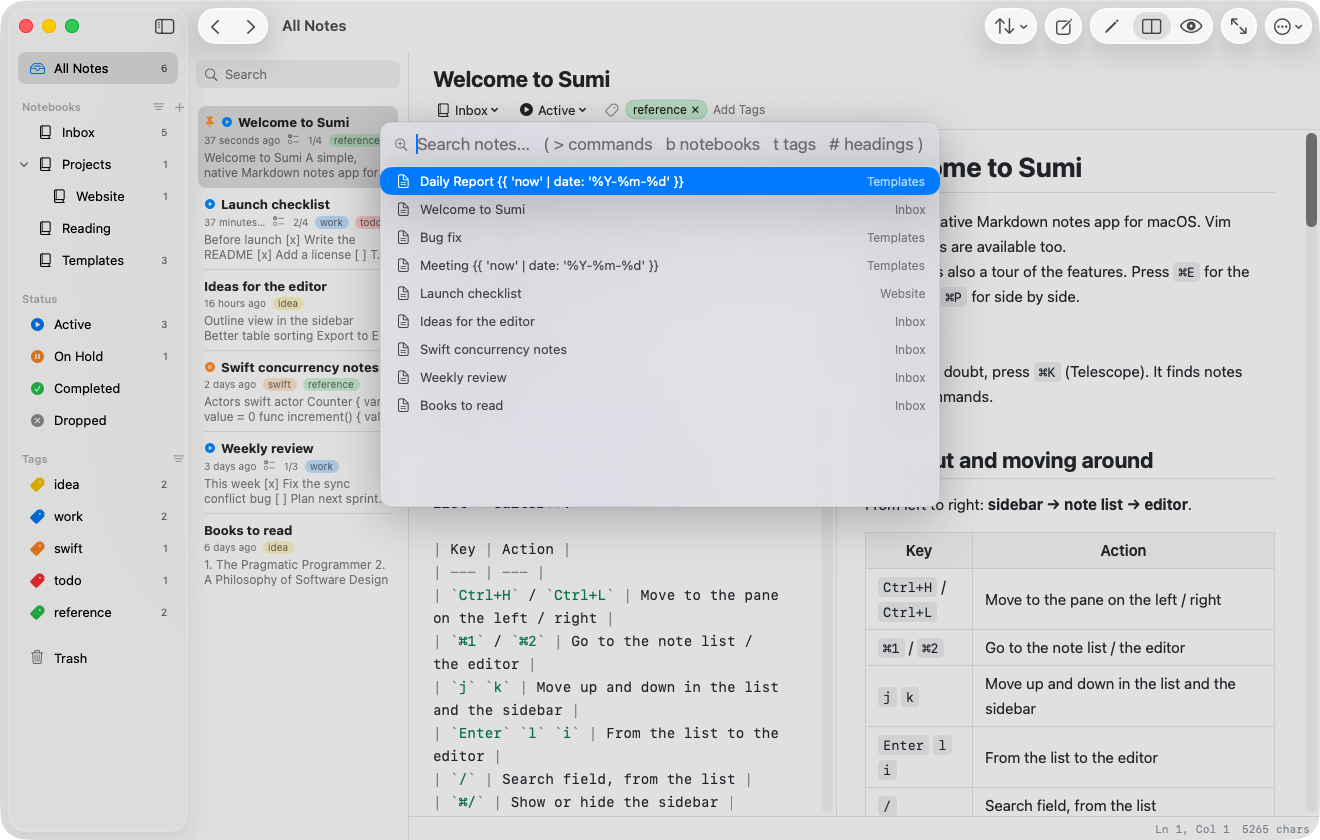 All Notes
All Notes 6
Notebooks
Inbox 5
Projects 1
Website 1
Reading
Templates 3
Status
Active 3
On Hold 1
Completed
Dropped
Tags
idea 2
work 2
swift 1
todo 1
reference 2
Trash
Search
Welcome to Sumi
37 seconds ago 1/4 reference
Welcome to Sumi A simple,
native Markdown notes app for
Launch checklist
37 minutes... 2/4 work todo
Before launch [x] Write the
README [x] Add a license [ ] T.
Ideas for the editor
16 hours ago idea
Outline view in the sidebar
Better table sorting Export to E
Swift concurrency notes
2 days ago swift reference
Actors swift actor Counter { var
value = 0 func increment() { val
Weekly review
3 days ago 1/3 work
This week [x] Fix the sync
conflict bug [ ] Plan next sprint.
Books to read
6 days ago idea
1. The Pragmatic Programmer 2.
A Philosophy of Software Design
Welcome to Sumi
Inbox Active reference × Add Tags
Search notes... ( > commands b notebooks t tags # headings )
Daily Report {{ 'now' | date: '%Y-%m-%d' }} Templates
Welcome to Sumi Inbox
Bug fix Templates
Meeting {{ 'now' | date: '%Y-%m-%d' }} Templates
Launch checklist Website
Ideas for the editor Inbox
Swift concurrency notes Inbox
Weekly review Inbox
Books to read Inbox
| Key | Action |
| --- | --- |
| `Ctrl+H` / `Ctrl+L` | Move to the pane
on the left / right |
| `⌘1` / `⌘2` | Go to the note list /
the editor |
| `j` `k` | Move up and down in the list
and the sidebar |
| `Enter` `l` `i` | From the list to the
editor |
| `/` | Search field, from the list |
| `⌘/` | Show or hide the sidebar |
me to Sumi
ative Markdown notes app for macOS. Vim
s are available too.
s also a tour of the features. Press ⌘E for the
⌘P for side by side.
doubt, press ⌘K (Telescope). It finds notes
mmands.
ut and moving around
From left to right: sidebar → note list → editor.
Key Action
Ctrl+H /
Ctrl+L
Move to the pane on the left / right
⌘1 / ⌘2 Go to the note list / the editor
j k
Move up and down in the list and the
sidebar
Enter l
i
From the list to the editor
/ Search field, from the list
Ln 1, Col 1 5265 chars